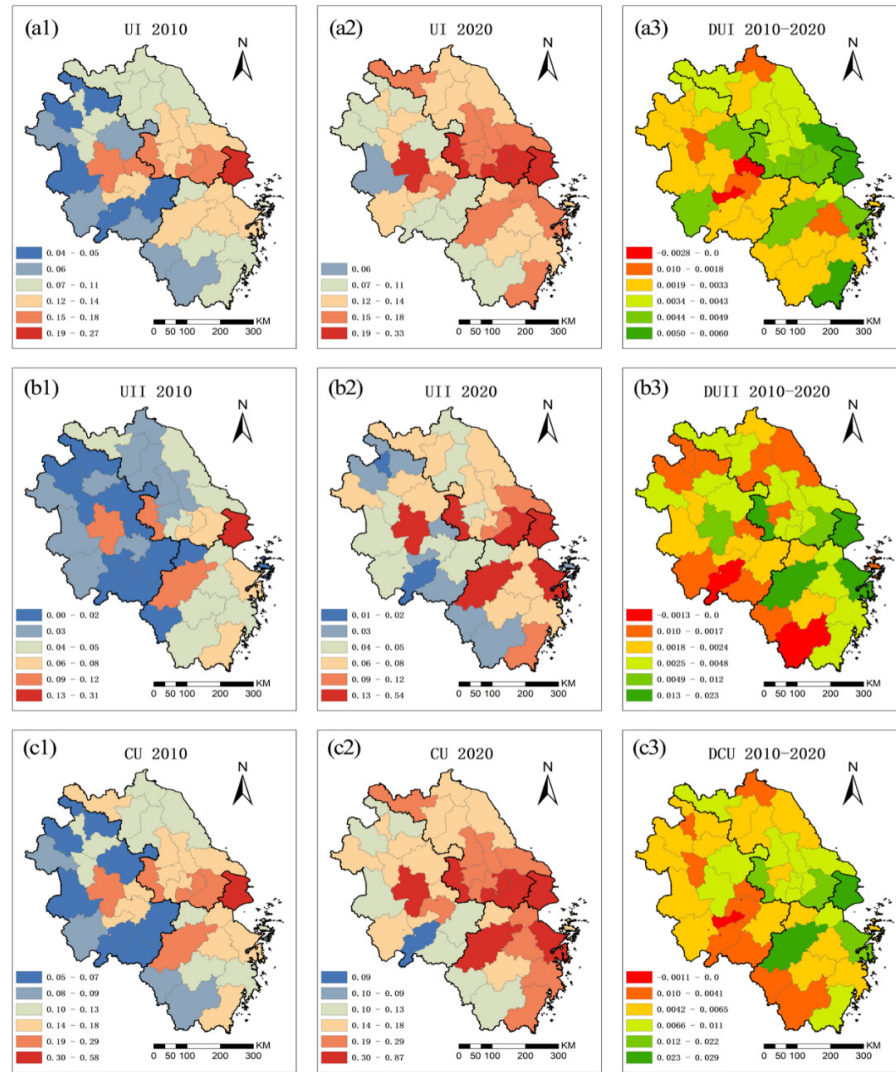 (a1)
UI 2010
N
0.04 - 0.05
0.06
0.07 - 0.11
0.12 - 0.14
0.15 - 0.18
0.19 - 0.27
KM
0 50 100 200 300
(a2)
UI 2020
N
0.06
0.07 - 0.11
0.12 - 0.14
0.15 - 0.18
0.19 - 0.33
KM
0 50 100 200 300
(a3)
DUI 2010-2020
N
-0.0028 - 0.0
0.010 - 0.0018
0.0019 - 0.0033
0.0034 - 0.0043
0.0044 - 0.0049
0.0050 - 0.0060
KM
0 50 100 200 300
(b1)
UII 2010
N
0.00 - 0.02
0.03
0.04 - 0.05
0.06 - 0.08
0.09 - 0.12
0.13 - 0.31
KM
0 50 100 200 300
(b2)
UII 2020
N
0.01 - 0.02
0.03
0.04 - 0.05
0.06 - 0.08
0.09 - 0.12
0.13 - 0.54
KM
0 50 100 200 300
(b3)
DUII 2010-2020
N
-0.0013 - 0.0
0.010 - 0.0017
0.0018 - 0.0024
0.0025 - 0.0048
0.0049 - 0.012
0.013 - 0.023
KM
0 50 100 200 300
(c1)
CU 2010
N
0.05 - 0.07
0.08 - 0.09
0.10 - 0.13
0.14 - 0.18
0.19 - 0.29
0.30 - 0.58
KM
0 50 100 200 300
(c2)
CU 2020
N
0.09
0.10 - 0.09
0.10 - 0.13
0.14 - 0.18
0.19 - 0.29
0.30 - 0.87
KM
0 50 100 200 300
(c3)
DCU 2010-2020
N
-0.0011 - 0.0
0.010 - 0.0041
0.0042 - 0.0065
0.0066 - 0.011
0.012 - 0.022
0.023 - 0.029
KM
0 50 100 200 300